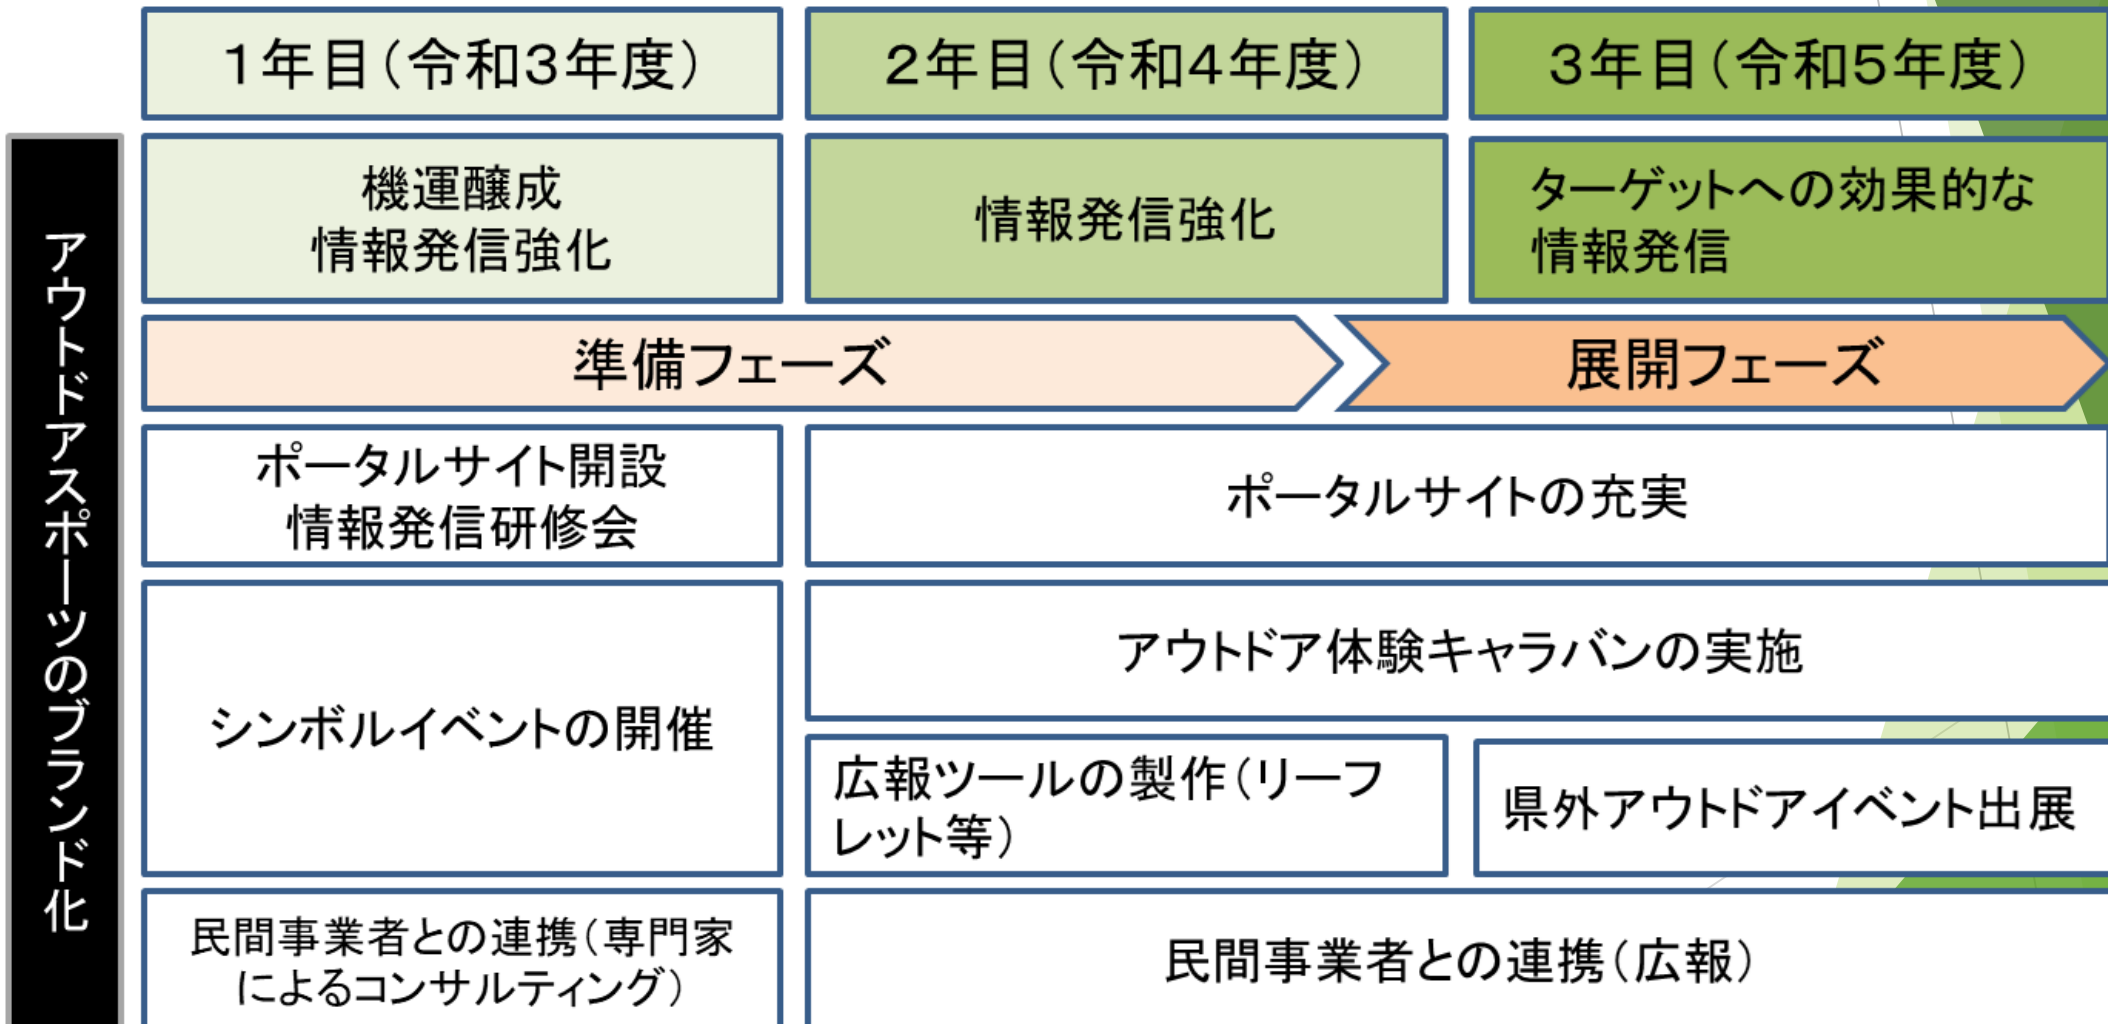 1年目（令和3年度）
2年目（令和4年度）
3年目（令和5年度）
アウトドアスポーツのブランド化
機運醸成
情報発信強化
情報発信強化
ターゲットへの効果的な
情報発信
準備フェーズ
展開フェーズ
ポータルサイト開設
情報発信研修会
ポータルサイトの充実
シンボルイベントの開催
アウトドア体験キャラバンの実施
広報ツールの製作（リーフ
レット等）
県外アウトドアイベント出展
民間事業者との連携（専門家
によるコンサルティング）
民間事業者との連携（広報）